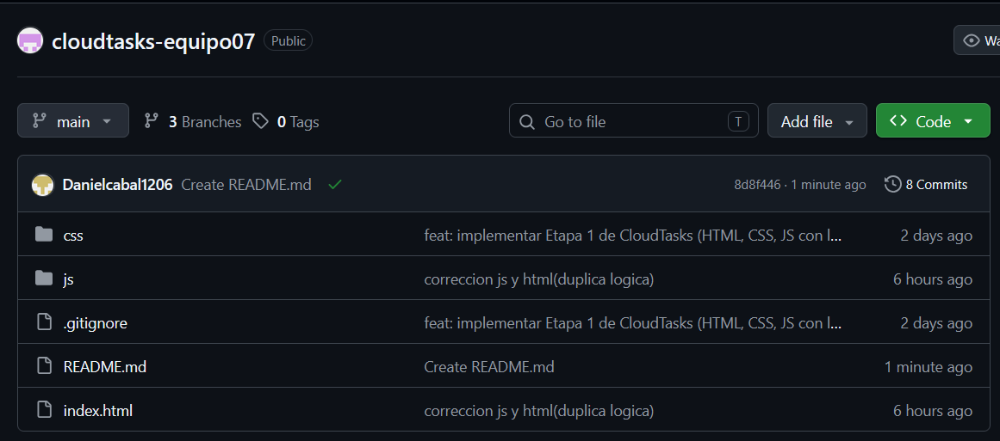 cloudtasks-equipo07 Public
main 3 Branches 0 Tags Go to file T Add file Code
Danielcabal1206 Create README.md 8d8f446 · 1 minute ago 8 Commits
css feat: implementar Etapa 1 de CloudTasks (HTML, CSS, JS con l... 2 days ago
js correccion js y html(duplica logica) 6 hours ago
.gitignore feat: implementar Etapa 1 de CloudTasks (HTML, CSS, JS con l... 2 days ago
README.md Create README.md 1 minute ago
index.html correccion js y html(duplica logica) 6 hours ago